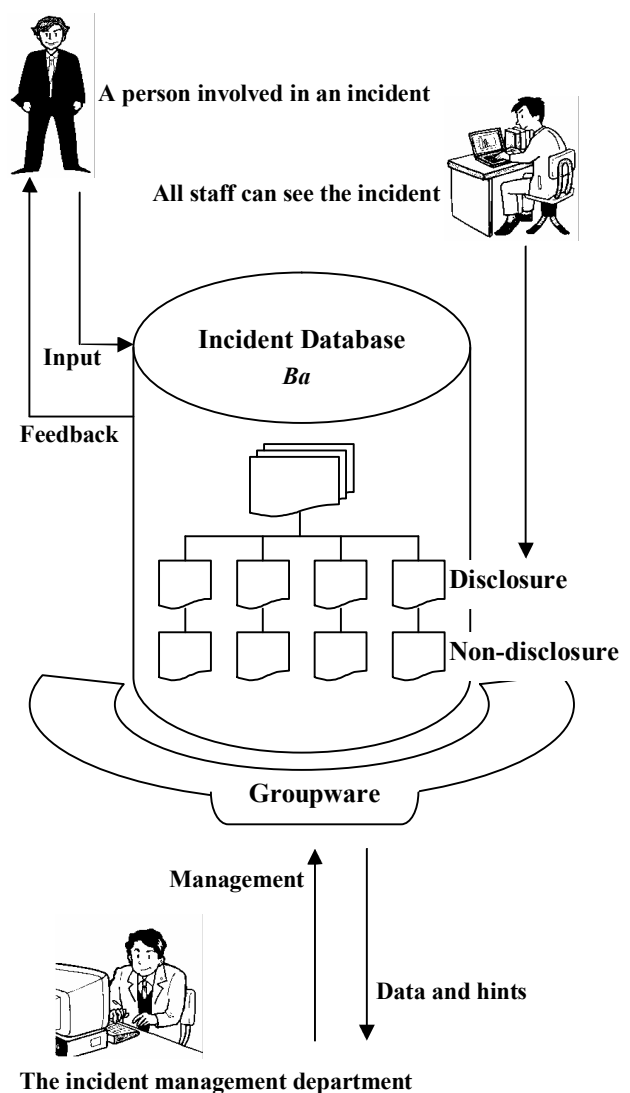 A person involved in an incident
All staff can see the incident
Incident Database
Ba
Input
Feedback
Disclosure
Non-disclosure
Groupware
Management
Data and hints
The incident management department